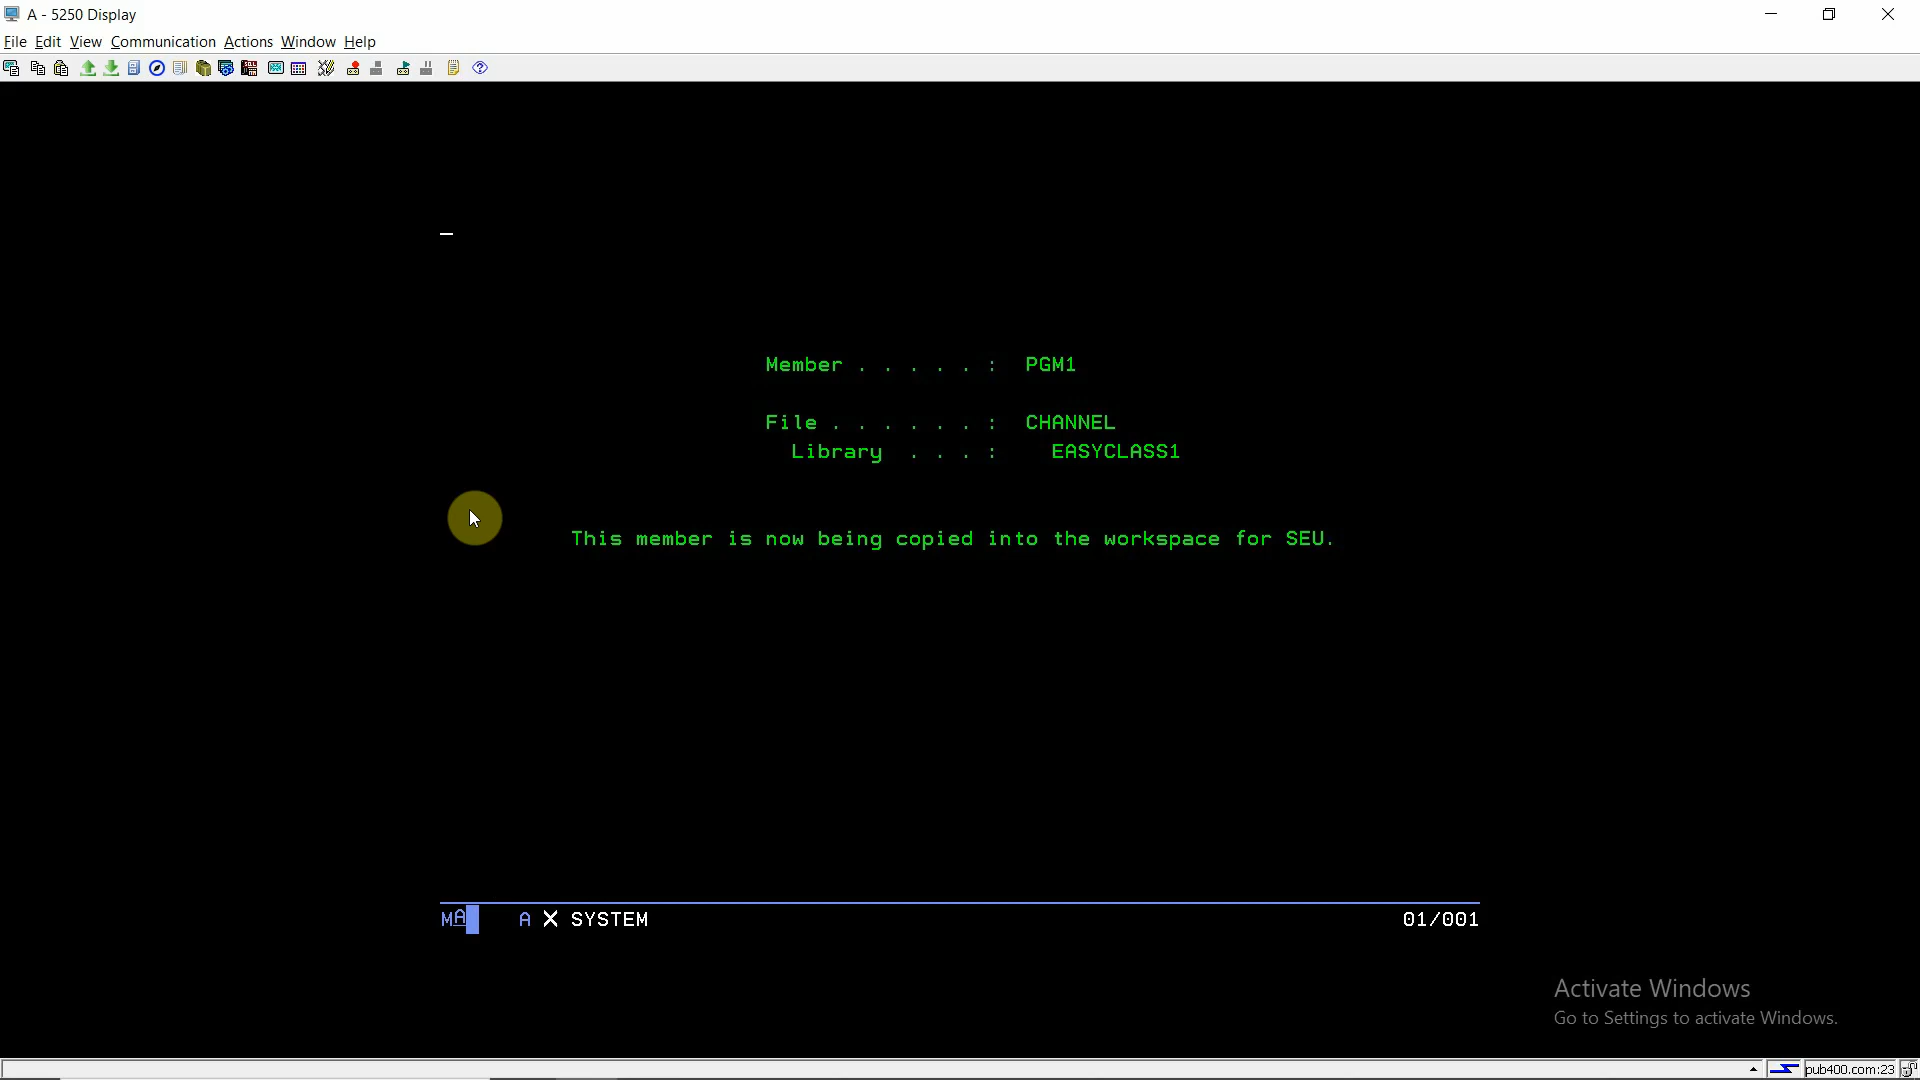 A - 5250 Display
File Edit View Communication Actions Window Help
Member . . . . . : PGM1
File . . . . . . : CHANNEL
Library . . . : EASYCLASS1
This member is now being copied into the workspace for SEU.
MA A X SYSTEM 01/001
Activate Windows
Go to Settings to activate Windows.
pub400.com:23